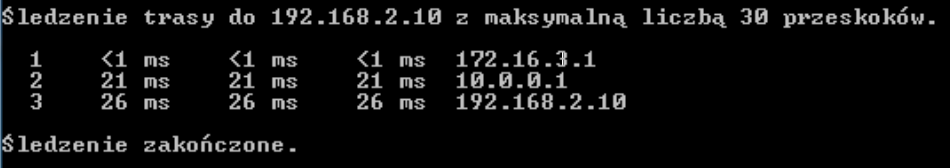 Śledzenie trasy do 192.168.2.10 z maksymalną liczbą 30 przeskoków.
1 <1 ms <1 ms <1 ms 172.16.3.1
2 21 ms 21 ms 21 ms 10.0.0.1
3 26 ms 26 ms 26 ms 192.168.2.10
Śledzenie zakończone.